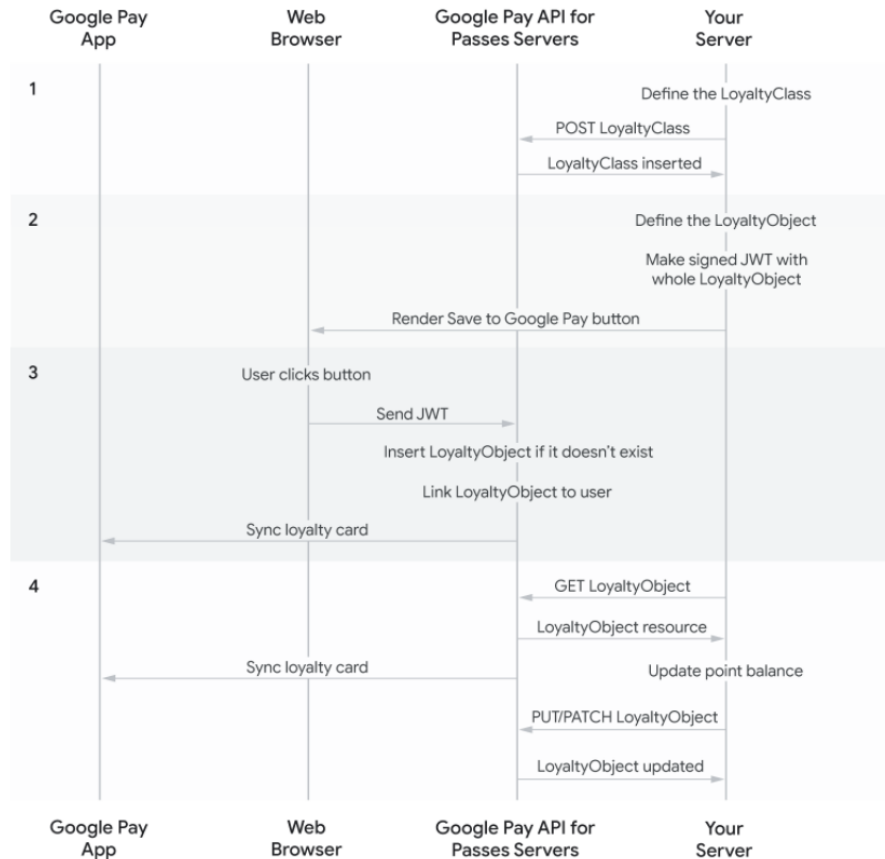 Google Pay App
Web Browser
Google Pay API for Passes Servers
Your Server
1
Define the LoyaltyClass
POST LoyaltyClass
LoyaltyClass inserted
2
Define the LoyaltyObject
Make signed JWT with
whole LoyaltyObject
Render Save to Google Pay button
3
User clicks button
Send JWT
Insert LoyaltyObject if it doesn't exist
Link LoyaltyObject to user
Sync loyalty card
4
GET LoyaltyObject
LoyaltyObject resource
Sync loyalty card
Update point balance
PUT/PATCH LoyaltyObject
LoyaltyObject updated
Google Pay App
Web Browser
Google Pay API for Passes Servers
Your Server